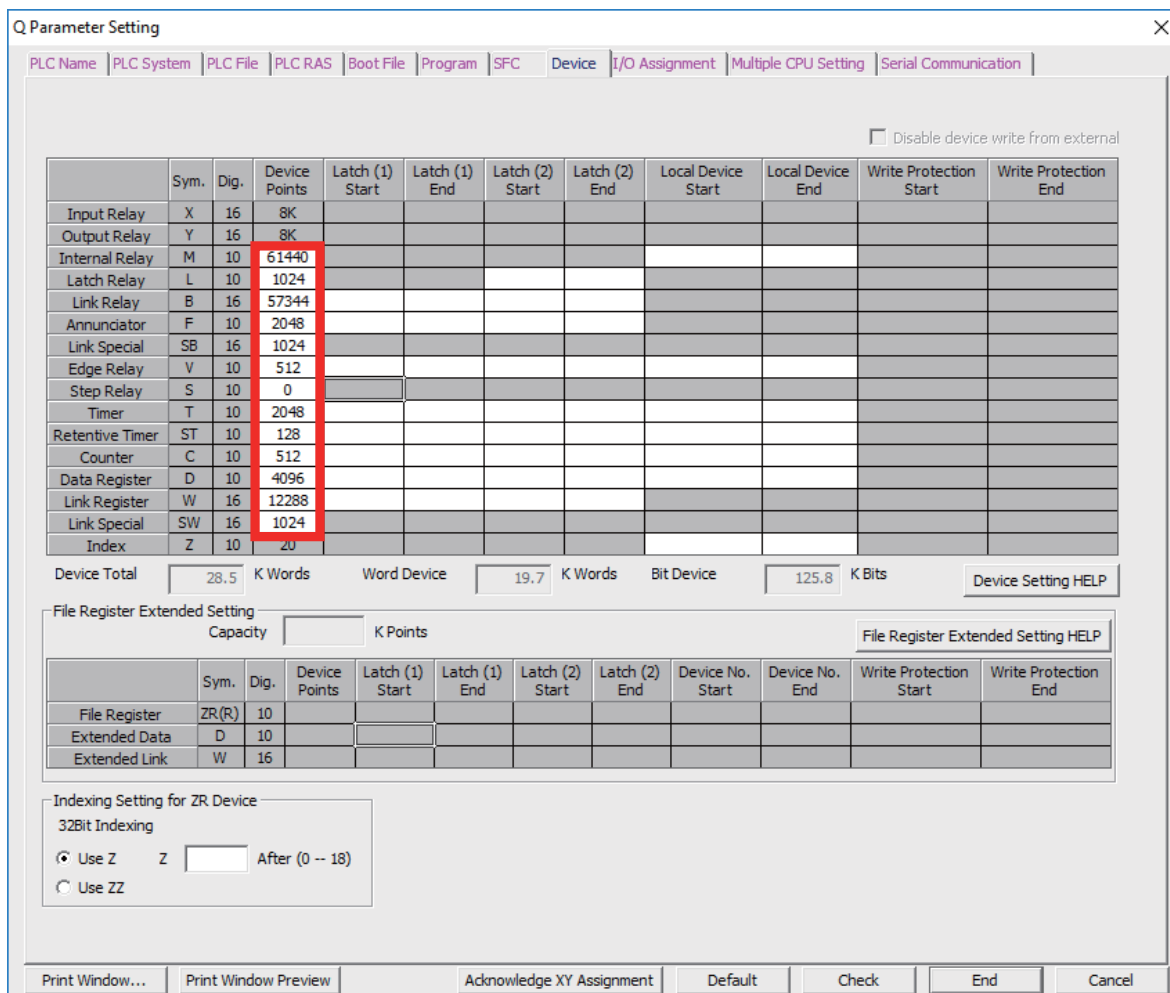 Q Parameter Setting
PLC Name PLC System PLC File PLC RAS Boot File Program SFC Device I/O Assignment Multiple CPU Setting Serial Communication
Disable device write from external
Sym. Dig. Device Points Latch (1) Start Latch (1) End Latch (2) Start Latch (2) End Local Device Start Local Device End Write Protection Start Write Protection End
Input Relay X 16 8K
Output Relay Y 16 8K
Internal Relay M 10 61440
Latch Relay L 10 1024
Link Relay B 16 57344
Annunciator F 10 2048
Link Special SB 16 1024
Edge Relay V 10 512
Step Relay S 10 0
Timer T 10 2048
Retentive Timer ST 10 128
Counter C 10 512
Data Register D 10 4096
Link Register W 16 12288
Link Special SW 16 1024
Index Z 10 20
Device Total 28.5 K Words Word Device 19.7 K Words Bit Device 125.8 K Bits Device Setting HELP
File Register Extended Setting
Capacity K Points File Register Extended Setting HELP
Sym. Dig. Device Points Latch (1) Start Latch (1) End Latch (2) Start Latch (2) End Device No. Start Device No. End Write Protection Start Write Protection End
File Register ZR(R) 10
Extended Data D 10
Extended Link W 16
Indexing Setting for ZR Device
32Bit Indexing
Use Z Z After (0 -- 18)
Use ZZ
Print Window... Print Window Preview Acknowledge XY Assignment Default Check End Cancel